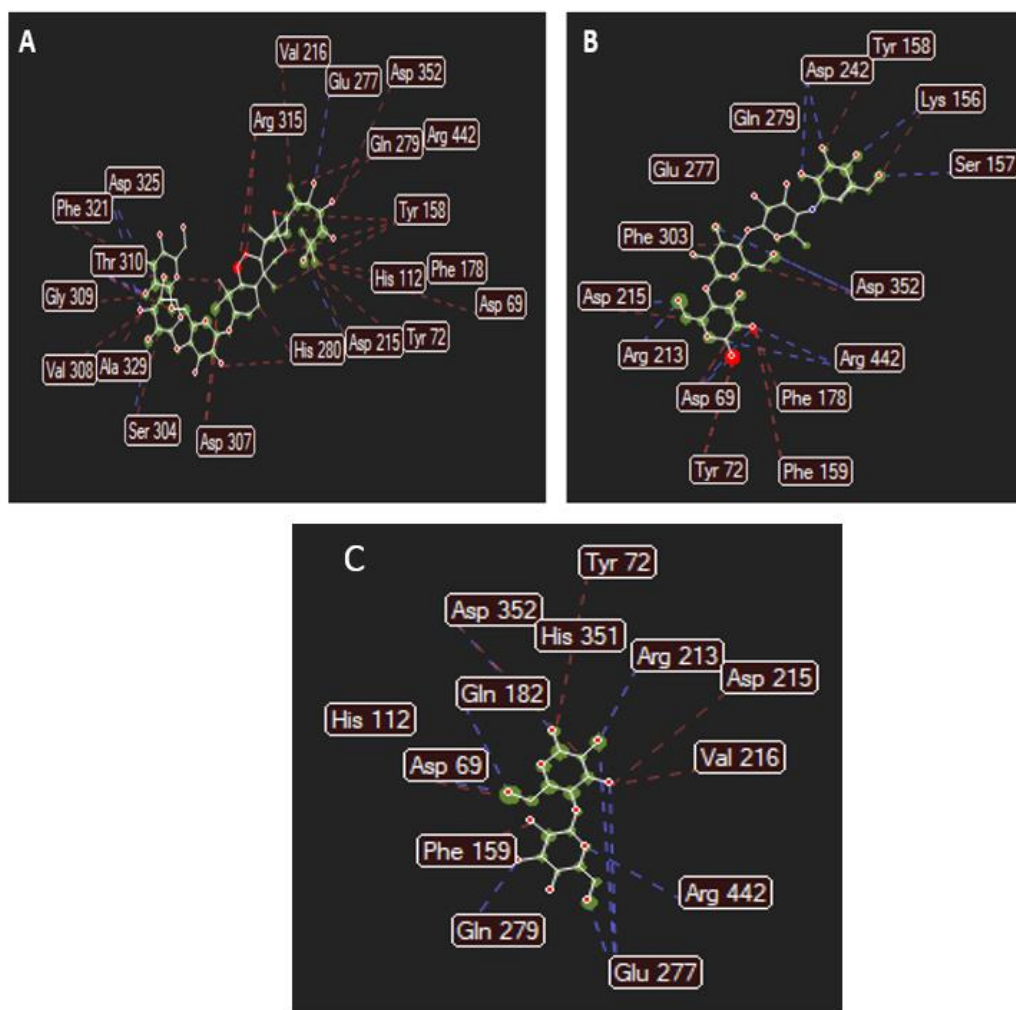 A
Val 216
Glu 277
Asp 352
Arg 315
Gln 279
Arg 442
Asp 325
Phe 321
Tyr 158
Thr 310
His 112
Phe 178
Gly 309
Asp 69
Val 308
Ala 329
His 280
Asp 215
Tyr 72
Ser 304
Asp 307
B
Tyr 158
Asp 242
Lys 156
Gln 279
Glu 277
Ser 157
Phe 303
Asp 352
Asp 215
Arg 213
Arg 442
Asp 69
Phe 178
Tyr 72
Phe 159
C
Tyr 72
Asp 352
His 351
Arg 213
Asp 215
Gln 182
His 112
Asp 69
Val 216
Phe 159
Arg 442
Gln 279
Glu 277